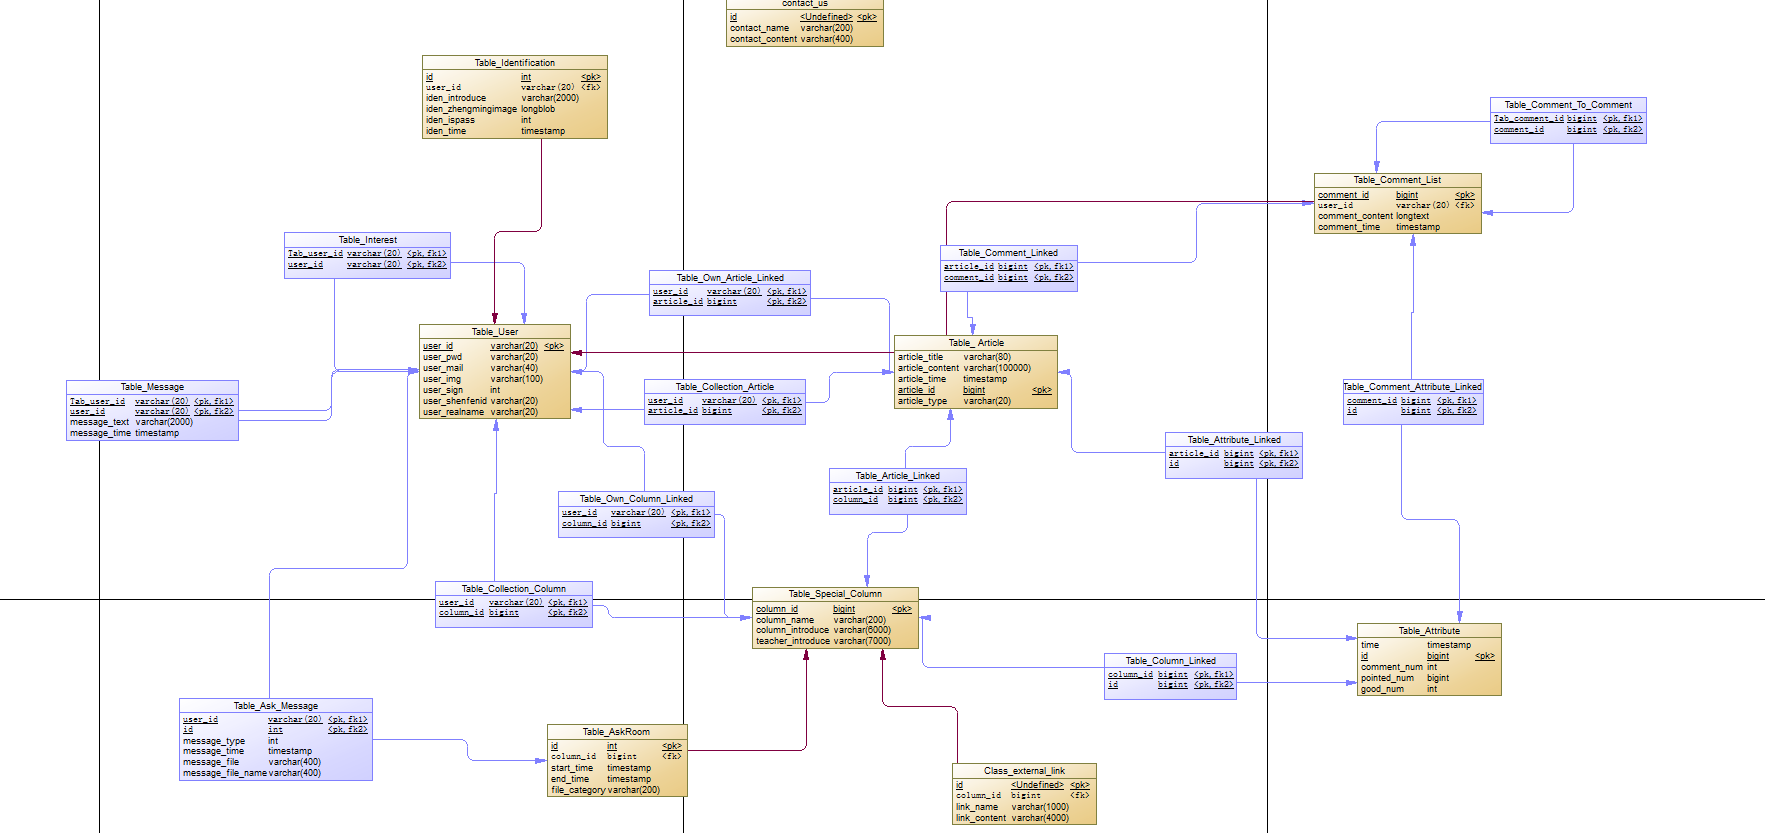 contact_us
id <Undefined> <pk>
contact_name varchar(200)
contact_content varchar(400)
Table_Identification
id int <pk>
user_id varchar(20) <fk>
iden_introduce varchar(2000)
iden_zhengmingimage longblob
iden_ispass int
iden_time timestamp
Table_Comment_To_Comment
Tab_comment_id bigint <pk,fk1>
comment_id bigint <pk,fk2>
Table_Comment_List
comment_id bigint <pk>
user_id varchar(20) <fk>
comment_content longtext
comment_time timestamp
Table_Interest
Tab_user_id varchar(20) <pk,fk1>
user_id varchar(20) <pk,fk2>
Table_Comment_Linked
article_id bigint <pk,fk1>
comment_id bigint <pk,fk2>
Table_Own_Article_Linked
user_id varchar(20) <pk,fk1>
article_id bigint <pk,fk2>
Table_User
user_id varchar(20) <pk>
user_pwd varchar(20)
user_mail varchar(40)
user_img varchar(100)
user_sign int
user_shenfenid varchar(20)
user_realname varchar(20)
Table_ Article
article_title varchar(80)
article_content varchar(100000)
article_time timestamp
article_id bigint <pk>
article_type varchar(20)
Table_Message
Tab_user_id varchar(20) <pk,fk1>
user_id varchar(20) <pk,fk2>
message_text varchar(2000)
message_time timestamp
Table_Collection_Article
user_id varchar(20) <pk,fk1>
article_id bigint <pk,fk2>
Table_Comment_Attribute_Linked
comment_id bigint <pk,fk1>
id bigint <pk,fk2>
Table_Attribute_Linked
article_id bigint <pk,fk1>
id bigint <pk,fk2>
Table_Article_Linked
article_id bigint <pk,fk1>
column_id bigint <pk,fk2>
Table_Own_Column_Linked
user_id varchar(20) <pk,fk1>
column_id bigint <pk,fk2>
Table_Collection_Column
user_id varchar(20) <pk,fk1>
column_id bigint <pk,fk2>
Table_Special_Column
column_id bigint <pk>
column_name varchar(200)
column_introduce varchar(6000)
teacher_introduce varchar(7000)
Table_Attribute
time timestamp
id bigint <pk>
comment_num int
pointed_num bigint
good_num int
Table_Column_Linked
column_id bigint <pk,fk1>
id bigint <pk,fk2>
Table_Ask_Message
user_id varchar(20) <pk,fk1>
id int <pk,fk2>
message_type int
message_time timestamp
message_file varchar(400)
message_file_name varchar(400)
Table_AskRoom
id int <pk>
column_id bigint <fk>
start_time timestamp
end_time timestamp
file_category varchar(200)
Class_external_link
id <Undefined> <pk>
column_id bigint <fk>
link_name varchar(1000)
link_content varchar(4000)